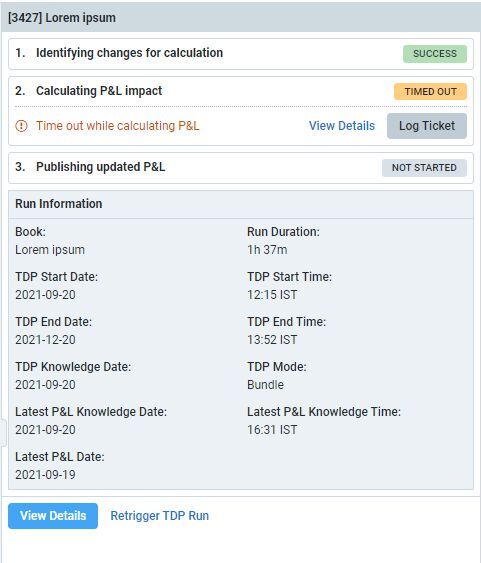 [3427] Lorem ipsum
1. Identifying changes for calculation SUCCESS
2. Calculating P&L impact TIMED OUT
Time out while calculating P&L View Details Log Ticket
3. Publishing updated P&L NOT STARTED
Run Information
Book: Run Duration:
Lorem ipsum 1h 37m
TDP Start Date: TDP Start Time:
2021-09-20 12:15 IST
TDP End Date: TDP End Time:
2021-12-20 13:52 IST
TDP Knowledge Date: TDP Mode:
2021-09-20 Bundle
Latest P&L Knowledge Date: Latest P&L Knowledge Time:
2021-09-20 16:31 IST
Latest P&L Date:
2021-09-19
View Details Retrigger TDP Run